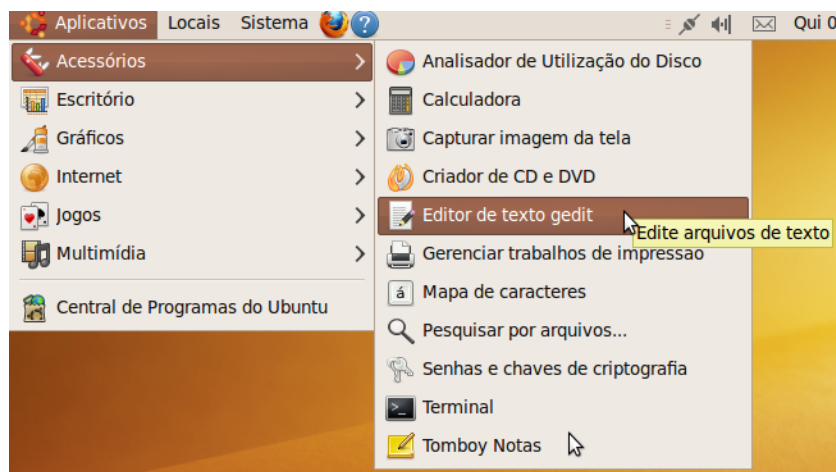 Aplicativos Locais Sistema ? Qui 0
Acessórios
Escritório
Gráficos
Internet
Jogos
Multimídia
Central de Programas do Ubuntu
Analisador de Utilização do Disco
Calculadora
Capturar imagem da tela
Criador de CD e DVD
Editor de texto gedit
Edite arquivos de texto
Gerenciar trabalhos de impressão
á Mapa de caracteres
Pesquisar por arquivos...
Senhas e chaves de criptografia
>_ Terminal
Tomboy Notas